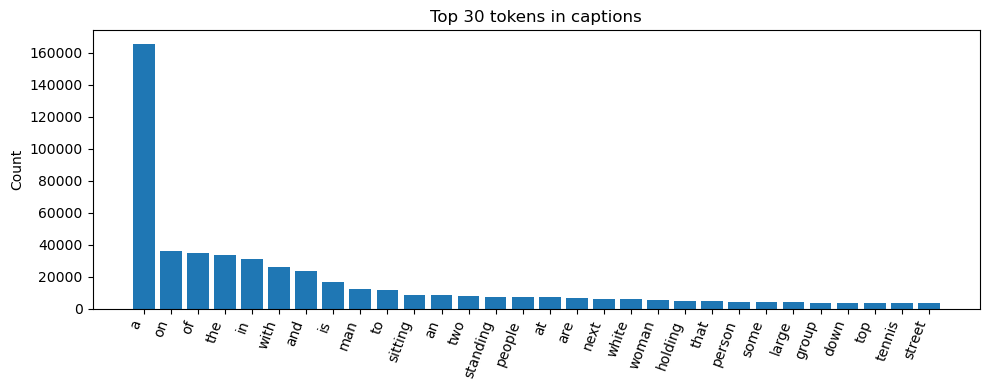 Top 30 tokens in captions
Count
160000
140000
120000
100000
80000
60000
40000
20000
0
a
on
of
the
in
with
and
is
man
to
sitting
an
two
standing
people
at
are
next
white
woman
holding
that
person
some
large
group
down
top
tennis
street